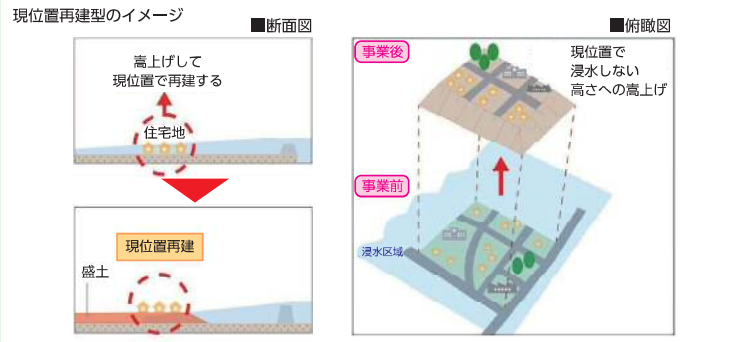 現位置再建型のイメージ
■断面図
嵩上げして
現位置で再建する
住宅地
現位置再建
盛土
■俯瞰図
事業後
現位置で
浸水しない
高さへの嵩上げ
事業前
浸水区域